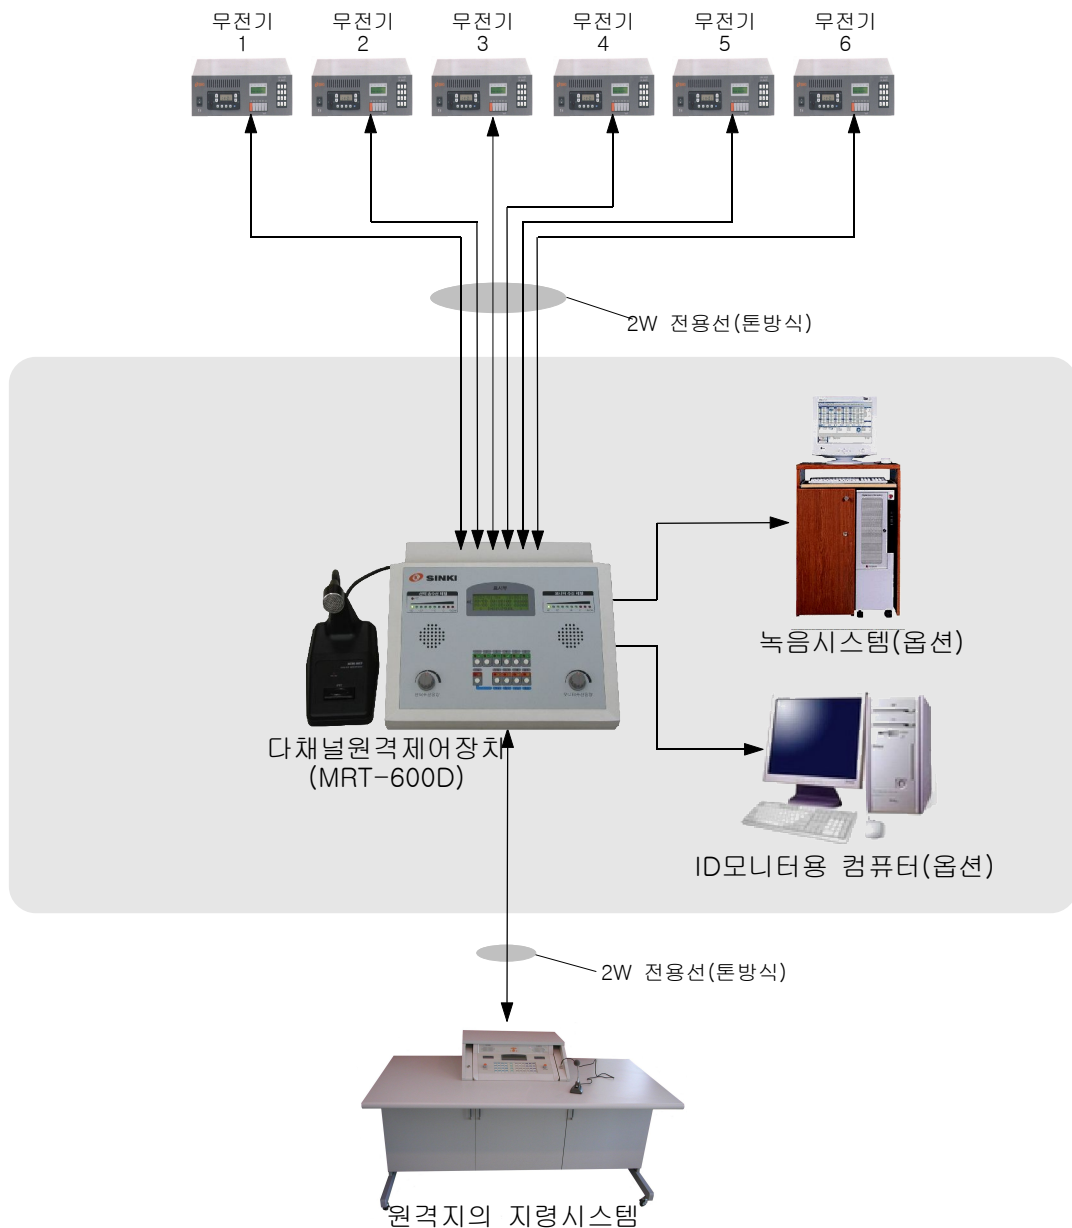 무전기 무전기 무전기 무전기 무전기 무전기
1 2 3 4 5 6
2W 전용선(톤방식)
SINKI
녹음시스템(옵션)
다채널원격제어장치
(MRT-600D)
ID모니터용 컴퓨터(옵션)
2W 전용선(톤방식)
원격지의 지령시스템